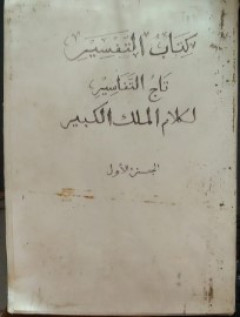 كتاب التفسير
تاج التفاسير
لكلام الملك الكبير
الجزء الأول